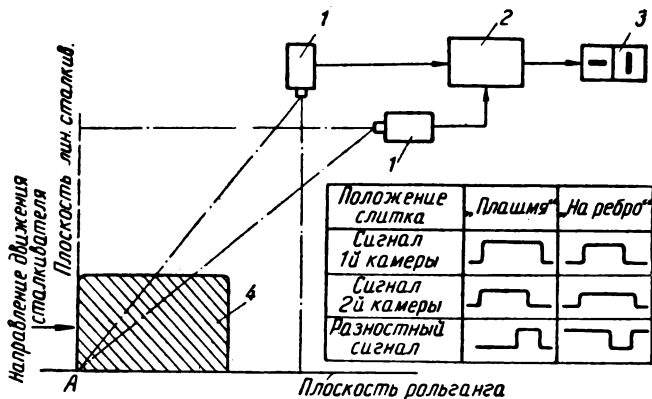 1
2
3
1
Плоскость лин. сталкив.
Направление движения
сталкивателя
4
А
Плоскость рольганга
Положение
слитка
„Плашмя“
„На ребро“
Сигнал
1й камеры
Сигнал
2й камеры
Разностный
сигнал